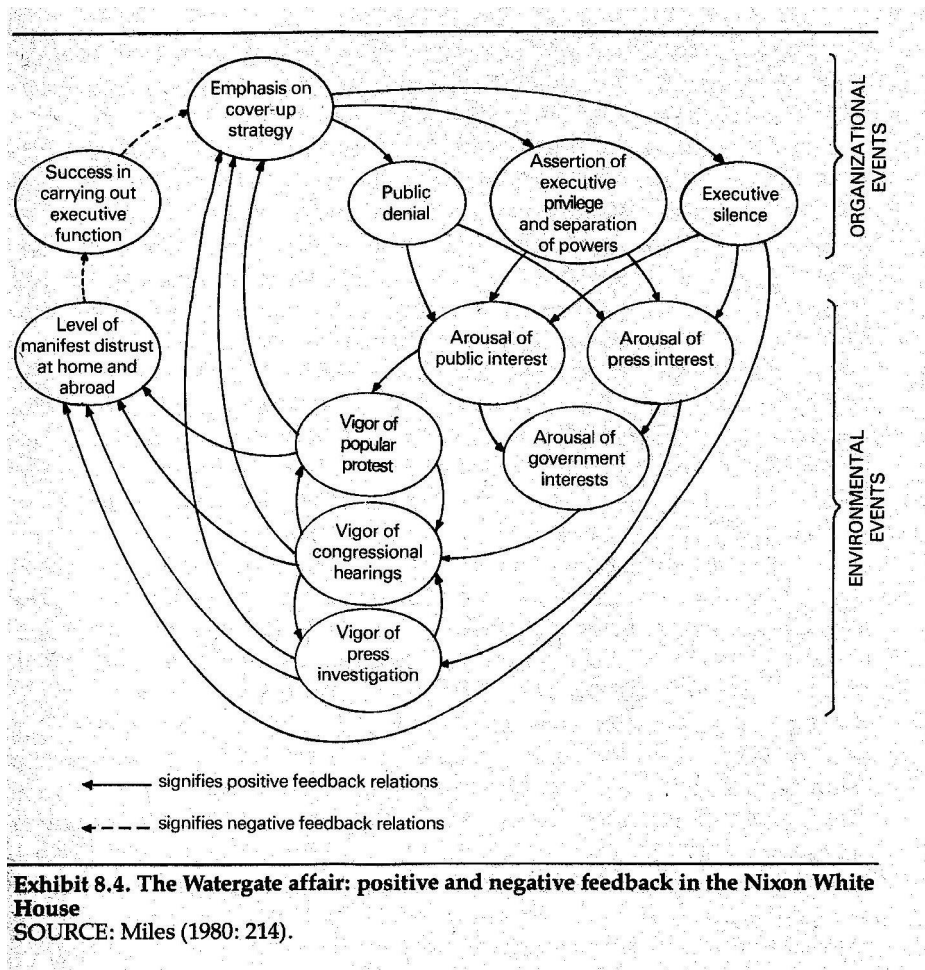 Emphasis on
cover-up
strategy
Success in
carrying out
executive
function
Public
denial
Assertion of
executive
privilege
and separation
of powers
Executive
silence
ORGANIZATIONAL
EVENTS
Level of
manifest distrust
at home and
abroad
Arousal of
public interest
Arousal of
press interest
Vigor of
popular
protest
Arousal of
government
interests
Vigor of
congressional
hearings
Vigor of
press
investigation
ENVIRONMENTAL
EVENTS
signifies positive feedback relations
signifies negative feedback relations
Exhibit 8.4. The Watergate affair: positive and negative feedback in the Nixon White
House
SOURCE: Miles (1980: 214).